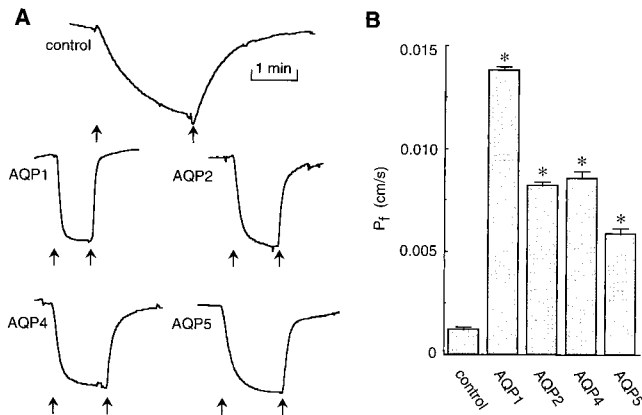 A
control
1 min
AQP1
AQP2
AQP4
AQP5
B
P_f (cm/s)
0.015
0.010
0.005
0
*
*
*
*
control
AQP1
AQP2
AQP4
AQP5